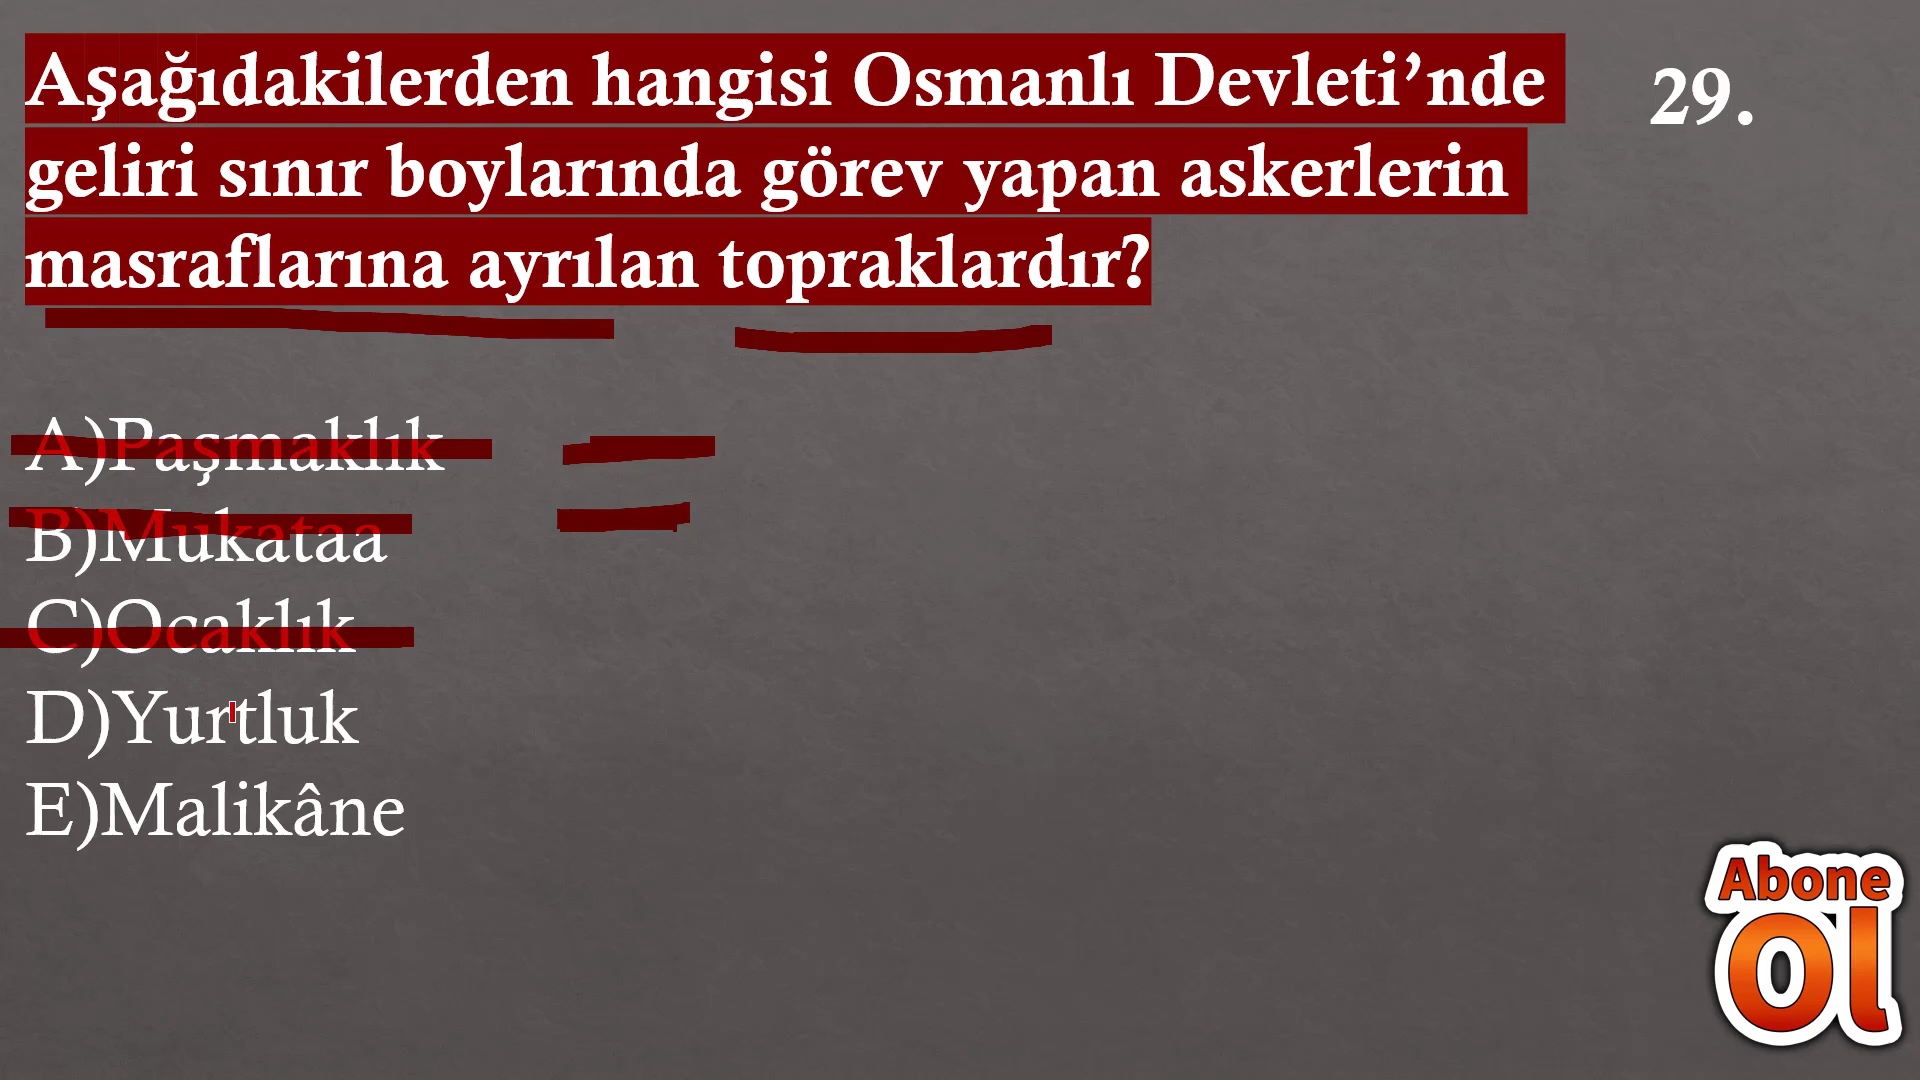 Aşağıdakilerden hangisi Osmanlı Devleti’nde
29.
geliri sınır boylarında görev yapan askerlerin
masraflarına ayrılan topraklardır?
A)Paşmaklık
B)Mukataa
C)Ocaklık
D)Yurtluk
E)Malikâne
Abone
Ol